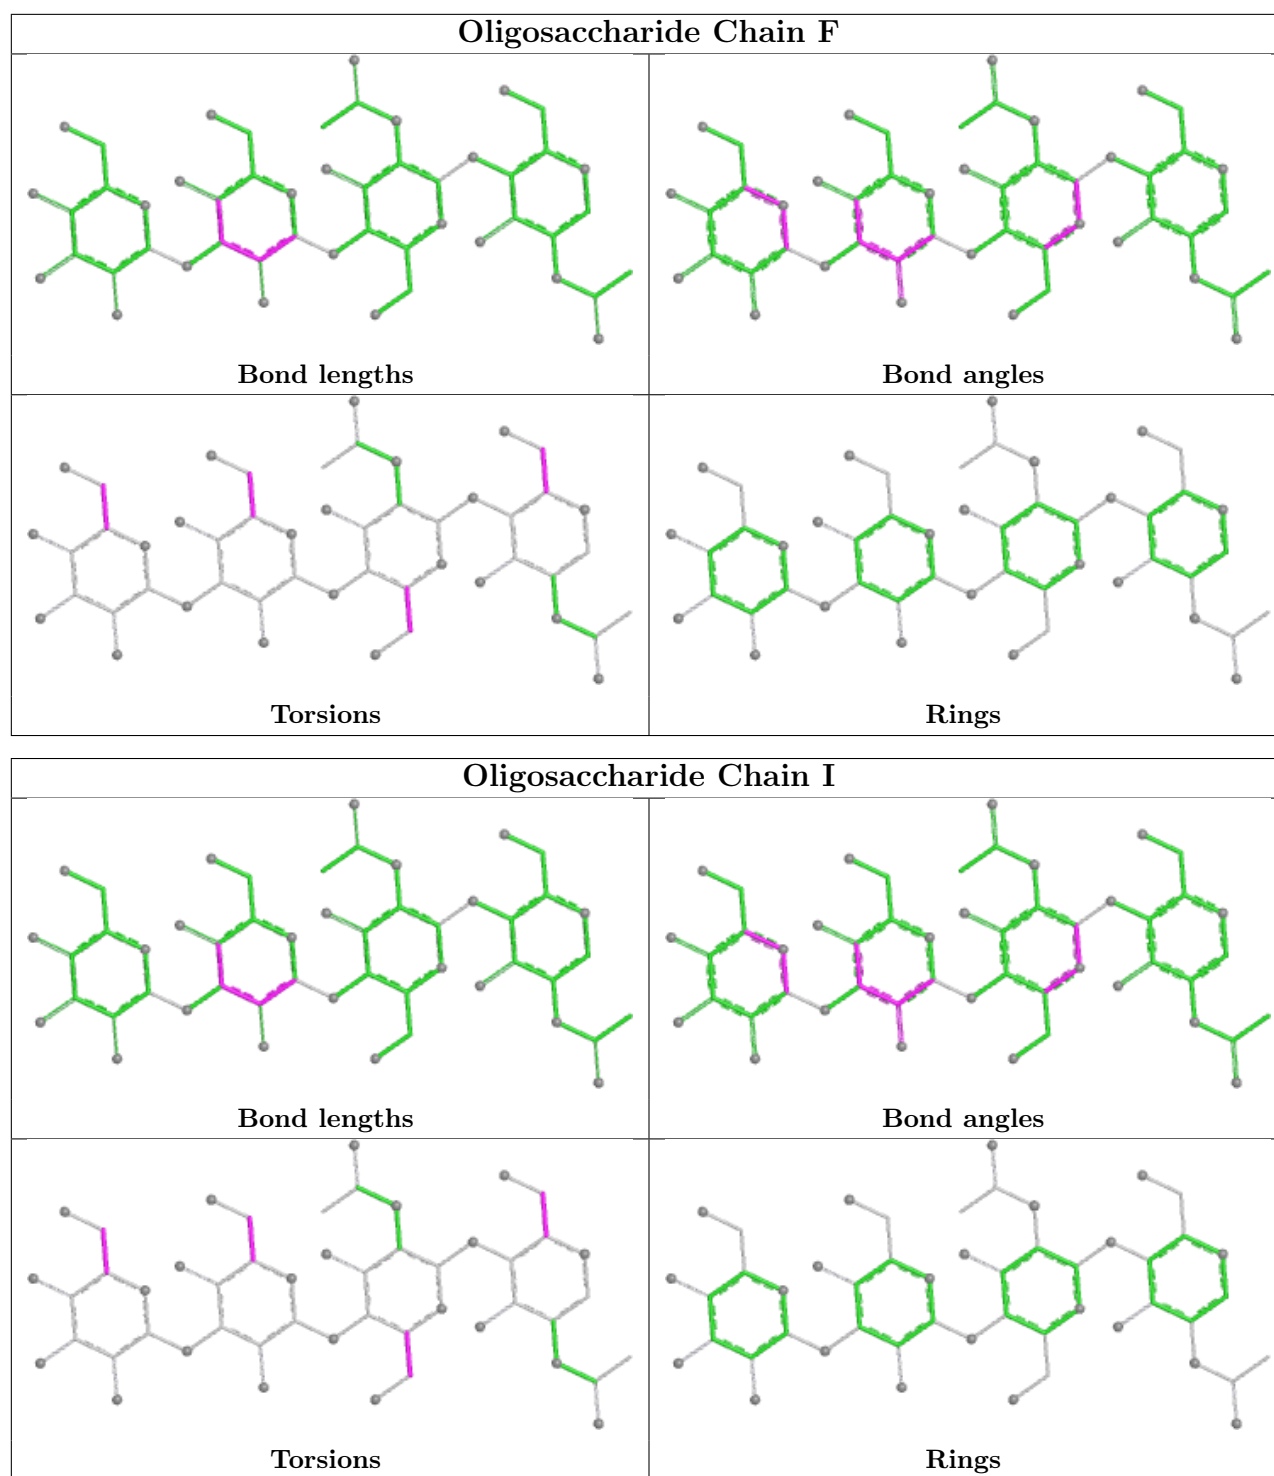 Oligosaccharide Chain F
Bond lengths
Bond angles
Torsions
Rings
Oligosaccharide Chain I
Bond lengths
Bond angles
Torsions
Rings